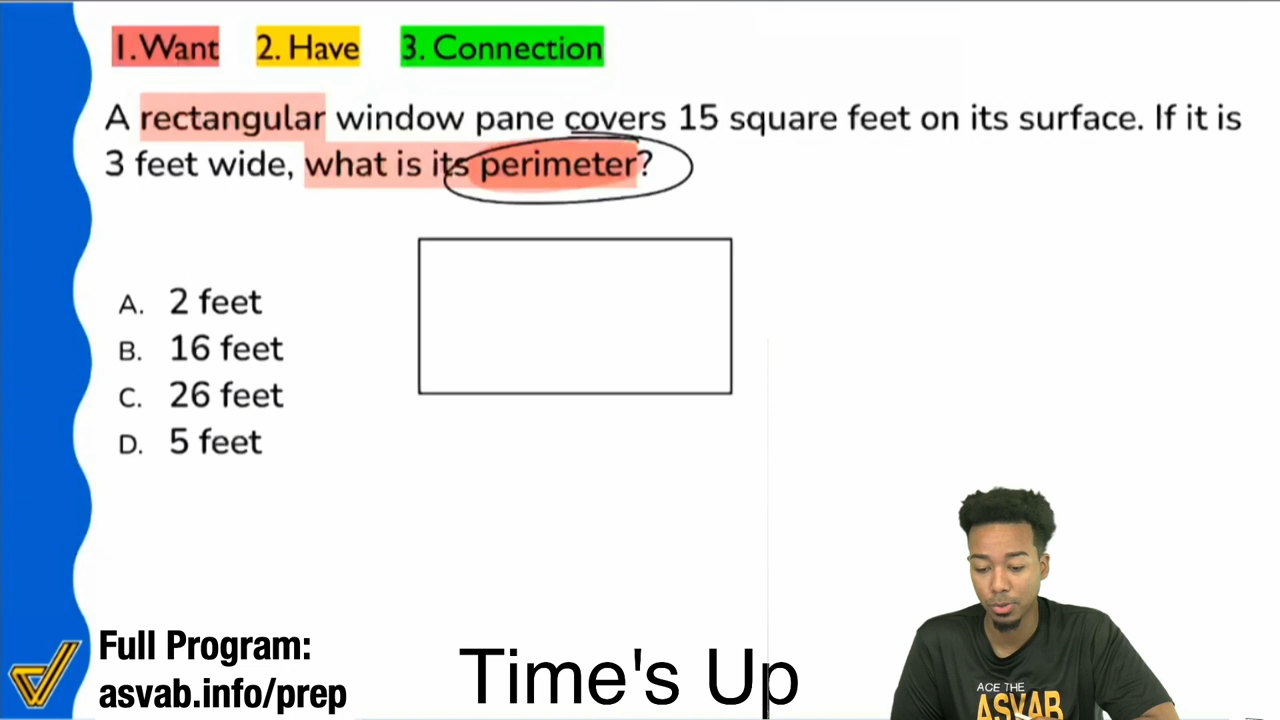 1. Want 2. Have 3. Connection
A rectangular window pane covers 15 square feet on its surface. If it is
3 feet wide, what is its perimeter?
A. 2 feet
B. 16 feet
C. 26 feet
D. 5 feet
Full Program:
asvab.info/prep
Time's Up
ACE THE
ASVAB